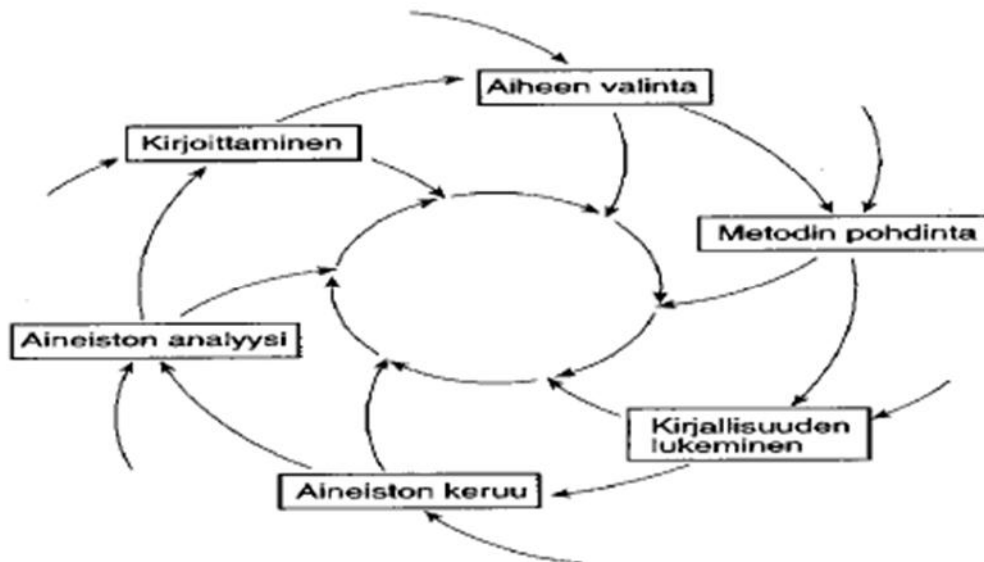 Aiheen valinta
Kirjoittaminen
Metodin pohdinta
Aineiston analyysi
Kirjallisuuden
lukeminen
Aineiston keruu